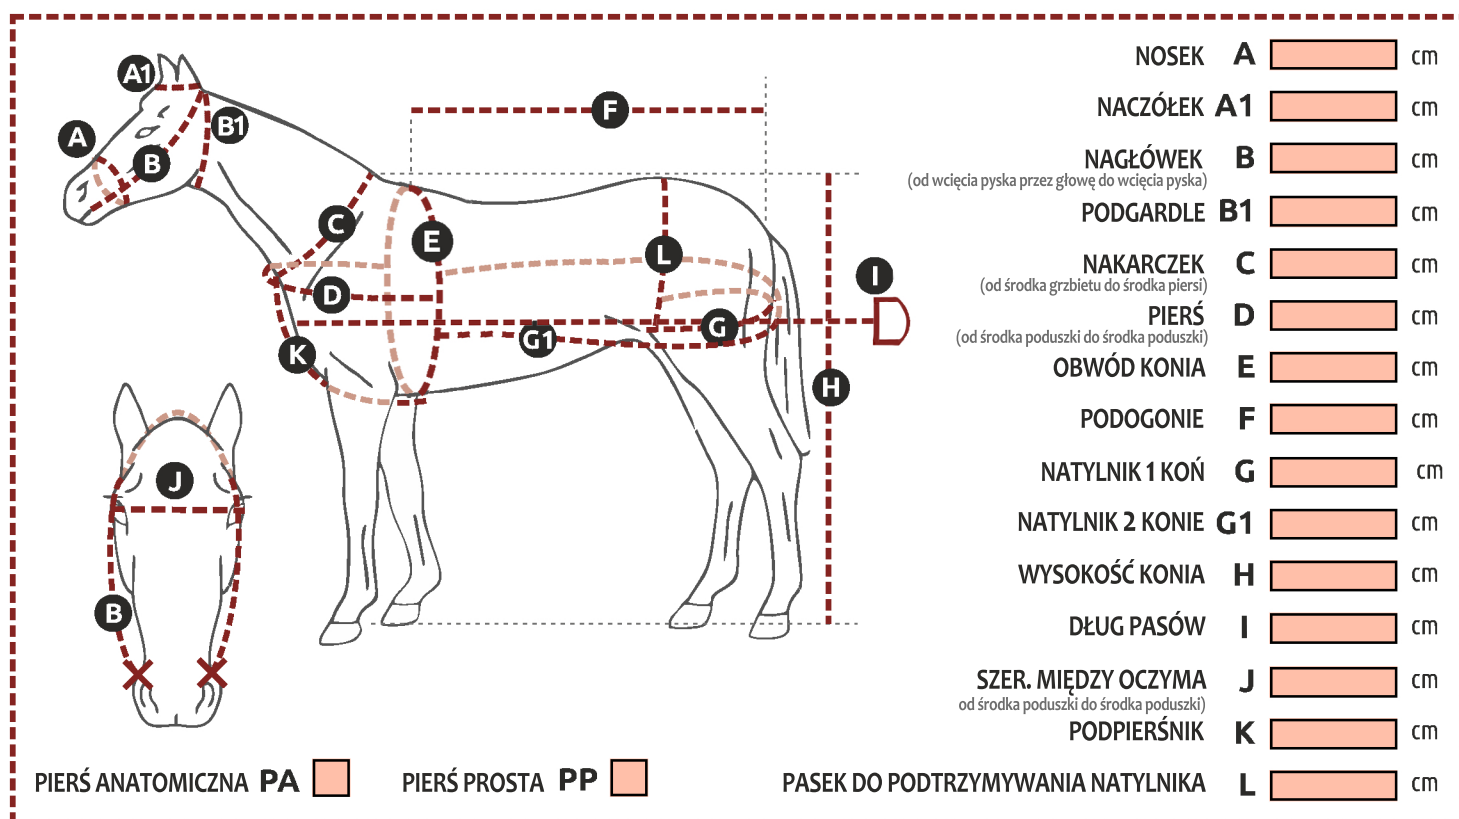 NOSEK A cm
NACZÓŁEK A1 cm
NAGŁÓWEK B cm
(od wcięcia pyska przez głowę do wcięcia pyska)
PODGARDLE B1 cm
NAKARCZEK C cm
(od środka grzbietu do środka piersi)
PIERŚ D cm
(od środka poduszki do środka poduszki)
OBWÓD KONIA E cm
PODOGONIE F cm
NATYLNIK 1 KOŃ G cm
NATYLNIK 2 KONIE G1 cm
WYSOKOŚĆ KONIA H cm
DŁUG PASÓW I cm
SZER. MIĘDZY OCZYMA J cm
od środka poduszki do środka poduszki)
PODPIERŚNIK K cm
PASEK DO PODTRZYMYWANIA NATYLNIKA L cm
A1
A
B
B1
F
C
E
L
I
D
G
G1
K
H
J
B
PIERŚ ANATOMICZNA PA
PIERŚ PROSTA PP